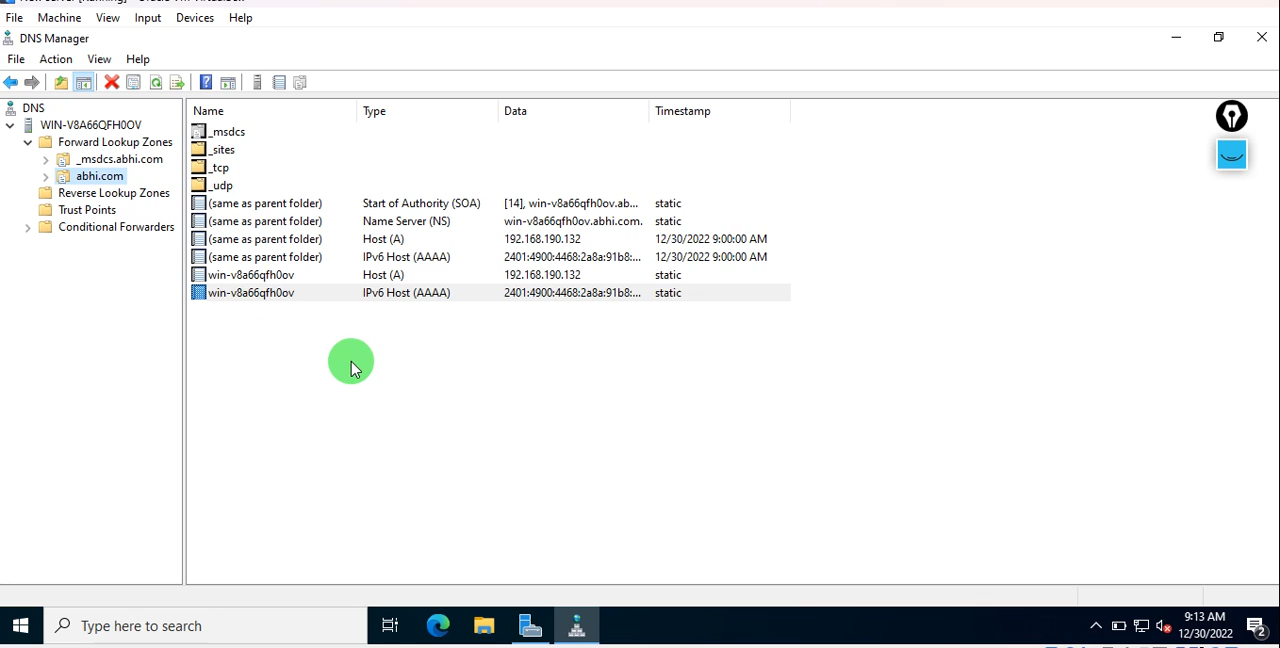 File Machine View Input Devices Help
DNS Manager
File Action View Help
DNS
WIN-V8A66QFH0OV
Forward Lookup Zones
_msdcs.abhi.com
abhi.com
Reverse Lookup Zones
Trust Points
Conditional Forwarders
Name Type Data Timestamp
_msdcs
_sites
_tcp
_udp
(same as parent folder) Start of Authority (SOA) [14], win-v8a66qfh0ov.ab... static
(same as parent folder) Name Server (NS) win-v8a66qfh0ov.abhi.com. static
(same as parent folder) Host (A) 192.168.190.132 12/30/2022 9:00:00 AM
(same as parent folder) IPv6 Host (AAAA) 2401:4900:4468:2a8a:91b8:... 12/30/2022 9:00:00 AM
win-v8a66qfh0ov Host (A) 192.168.190.132 static
win-v8a66qfh0ov IPv6 Host (AAAA) 2401:4900:4468:2a8a:91b8:... static
Type here to search
9:13 AM
12/30/2022
2